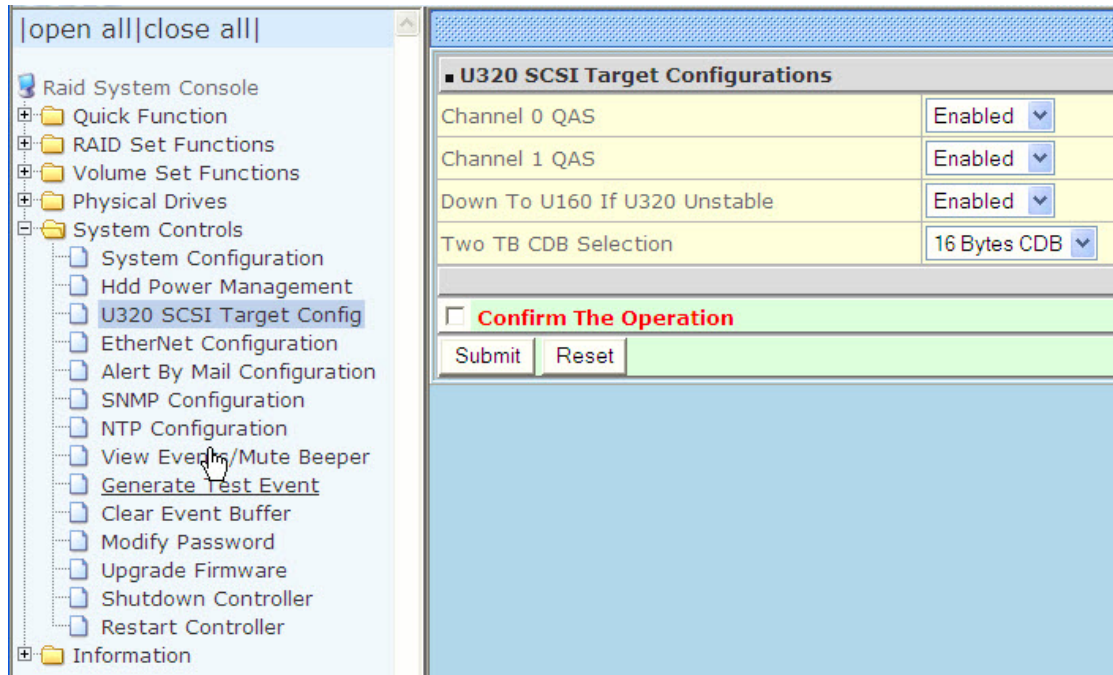 |open all|close all|
Raid System Console
Quick Function
RAID Set Functions
Volume Set Functions
Physical Drives
System Controls
System Configuration
Hdd Power Management
U320 SCSI Target Config
EtherNet Configuration
Alert By Mail Configuration
SNMP Configuration
NTP Configuration
View Events/Mute Beeper
Generate Test Event
Clear Event Buffer
Modify Password
Upgrade Firmware
Shutdown Controller
Restart Controller
Information
U320 SCSI Target Configurations
Channel 0 QAS Enabled
Channel 1 QAS Enabled
Down To U160 If U320 Unstable Enabled
Two TB CDB Selection 16 Bytes CDB
Confirm The Operation
Submit Reset